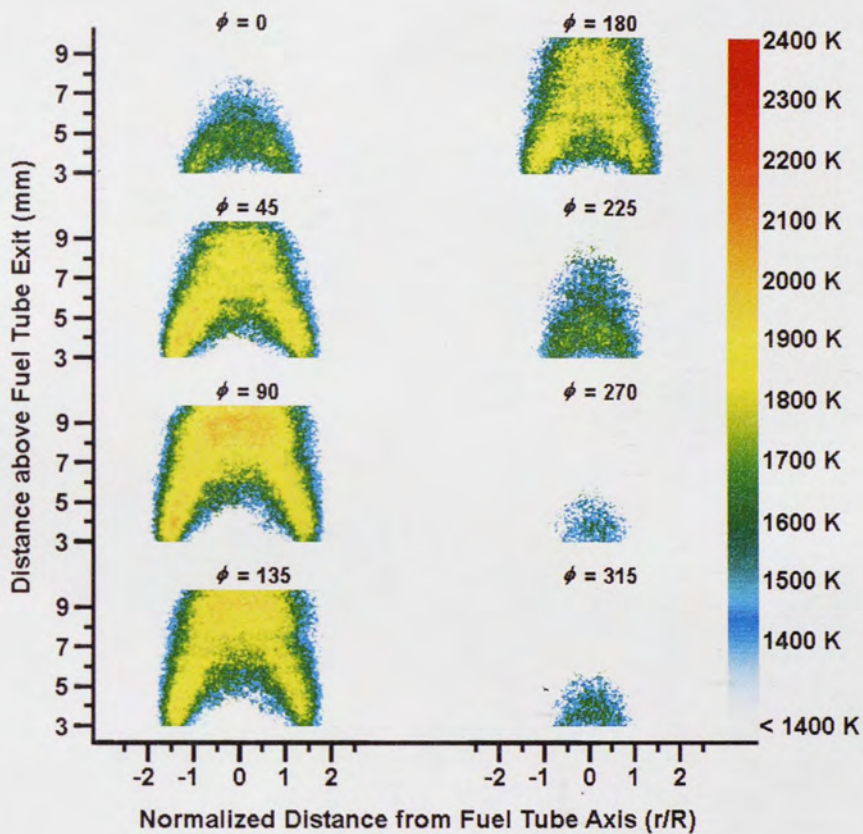 ϕ = 0
9
7
5
3
ϕ = 45
9
7
5
3
ϕ = 90
9
7
5
3
ϕ = 135
9
7
5
3
-2 -1 0 1 2
ϕ = 180
ϕ = 225
ϕ = 270
ϕ = 315
-2 -1 0 1 2
Distance above Fuel Tube Exit (mm)
Normalized Distance from Fuel Tube Axis (r/R)
2400 K
2300 K
2200 K
2100 K
2000 K
1900 K
1800 K
1700 K
1600 K
1500 K
1400 K
< 1400 K